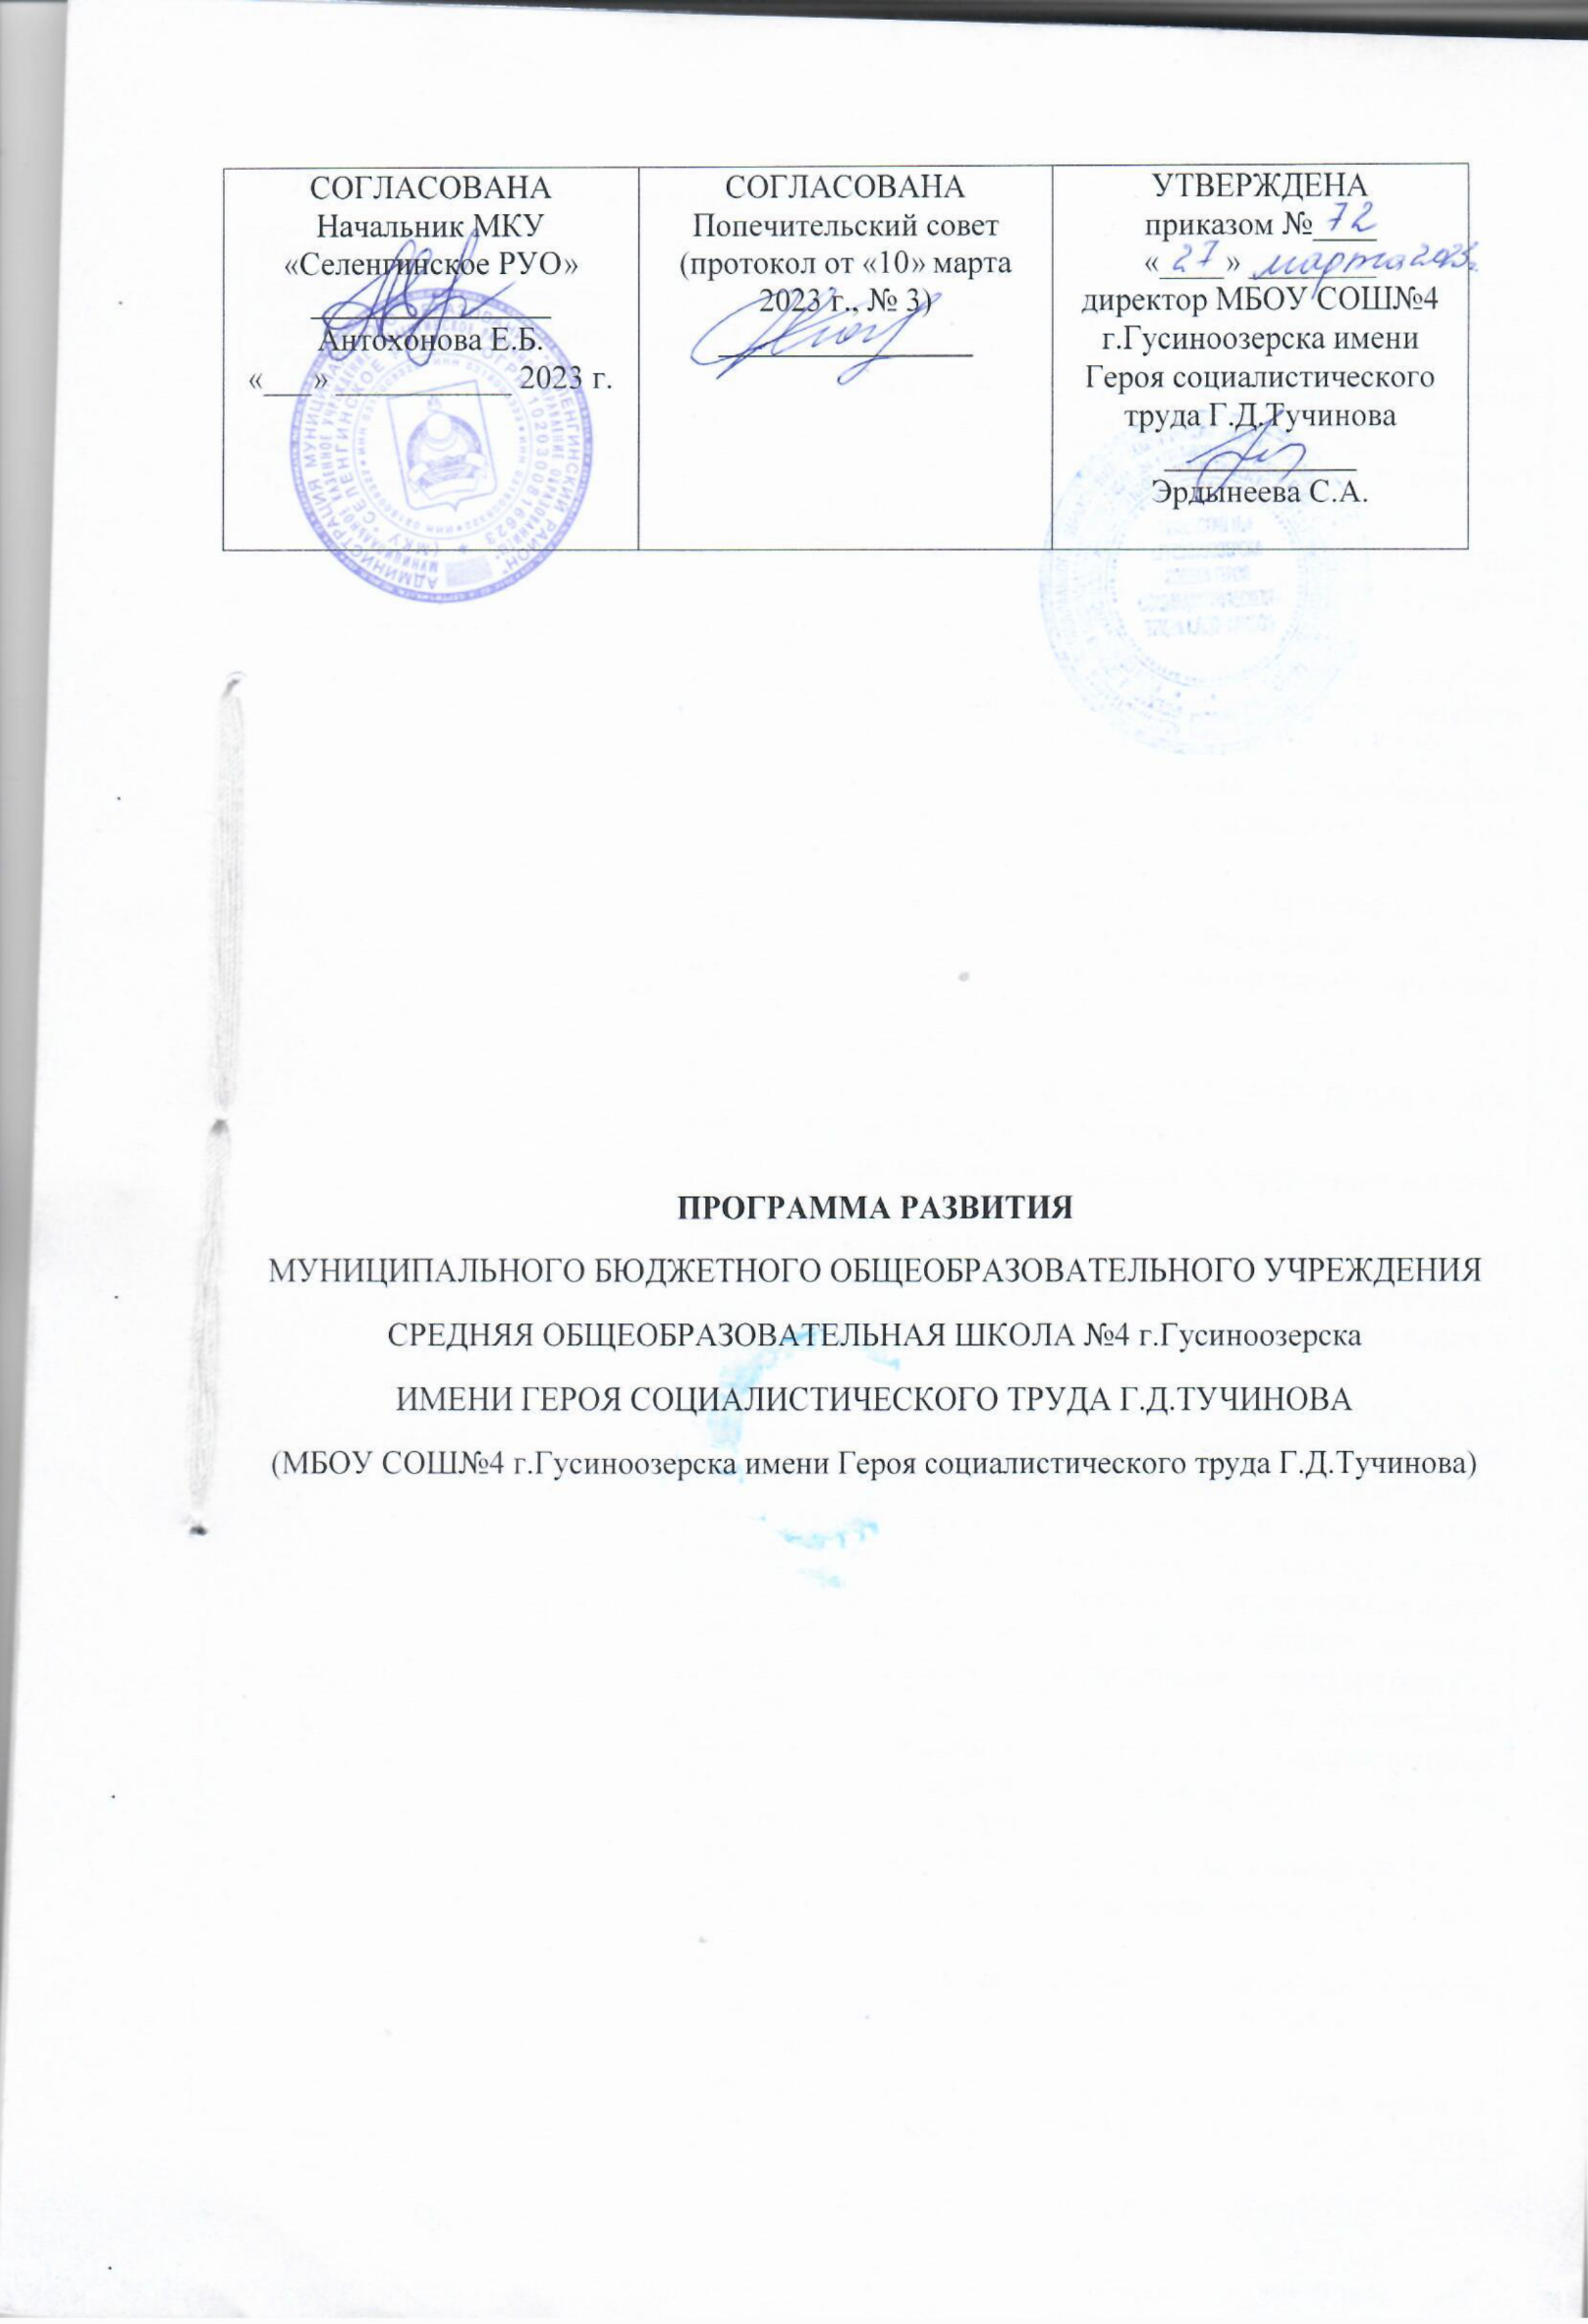 СОГЛАСОВАНА
Начальник МКУ
«Селенгинское РУО»
Антохонова Е.Б.
«___» ____________ 2023 г.
СОГЛАСОВАНА
Попечительский совет
(протокол от «10» марта
2023 г., № 3)
УТВЕРЖДЕНА
приказом № 72
«27» марта 2023г.
директор МБОУ СОШ№4
г.Гусиноозерска имени
Героя социалистического
труда Г.Д.Тучинова
Эрдынеева С.А.
ПРОГРАММА РАЗВИТИЯ
МУНИЦИПАЛЬНОГО БЮДЖЕТНОГО ОБЩЕОБРАЗОВАТЕЛЬНОГО УЧРЕЖДЕНИЯ
СРЕДНЯЯ ОБЩЕОБРАЗОВАТЕЛЬНАЯ ШКОЛА №4 г.Гусиноозерска
ИМЕНИ ГЕРОЯ СОЦИАЛИСТИЧЕСКОГО ТРУДА Г.Д.ТУЧИНОВА
(МБОУ СОШ№4 г.Гусиноозерска имени Героя социалистического труда Г.Д.Тучинова)